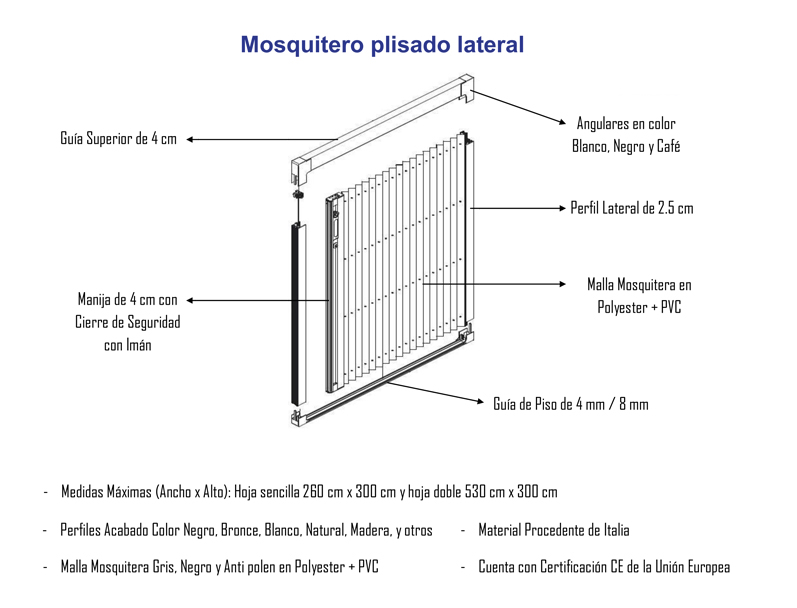 Mosquitero plisado lateral
Guía Superior de 4 cm
Angulares en color
Blanco, Negro y Café
Perfil Lateral de 2.5 cm
Malla Mosquitera en
Polyester + PVC
Manija de 4 cm con
Cierre de Seguridad
con Imán
Guía de Piso de 4 mm / 8 mm
- Medidas Máximas (Ancho x Alto): Hoja sencilla 260 cm x 300 cm y hoja doble 530 cm x 300 cm
- Perfiles Acabado Color Negro, Bronce, Blanco, Natural, Madera, y otros
- Material Procedente de Italia
- Malla Mosquitera Gris, Negro y Anti polen en Polyester + PVC
- Cuenta con Certificación CE de la Unión Europea